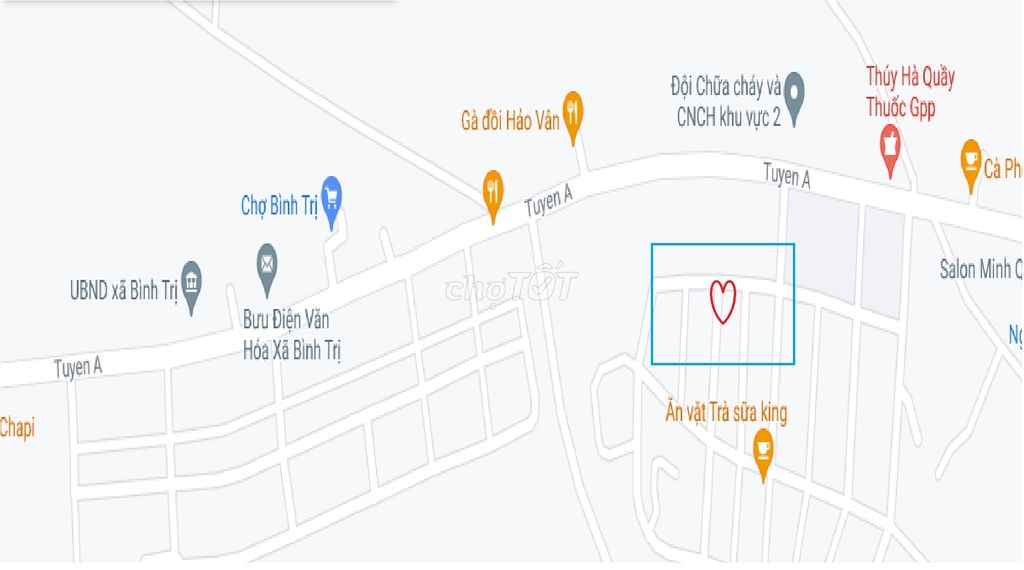 Thúy Hà Quầy
Thuốc Gpp
Đội Chữa cháy và
CNCH khu vực 2
Gà đồi Hảo Vân
Cà Ph
Tuyen A
Tuyen A
Chợ Bình Trị
Salon Minh Q
chợTỐT
UBND xã Bình Trị
Bưu Điện Văn
Hóa Xã Bình Trị
Ng
Tuyen A
Ăn vặt Trà sữa king
Chapi